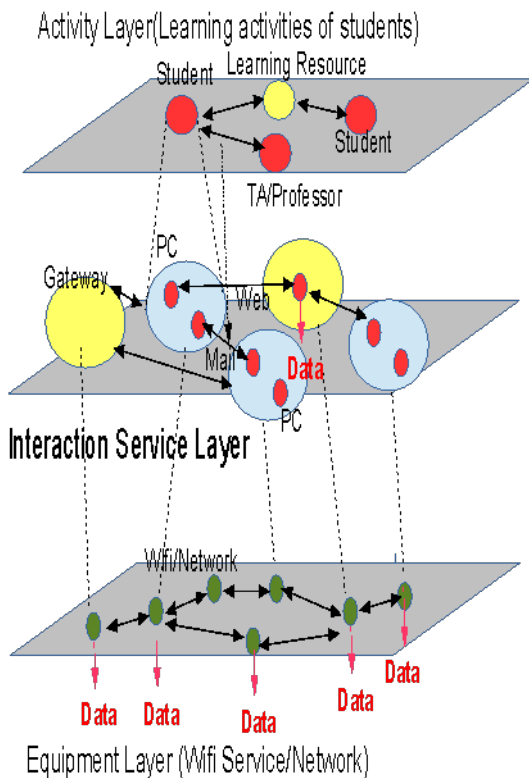 Activity Layer(Learning activities of students)
Learning Resource
Student
Student
TA/Professor
PC
Gateway
Web
Mail
Data
PC
Interaction Service Layer
Wifi/Network
Data
Data
Data
Data
Data
Equipment Layer (Wifi Service/Network)